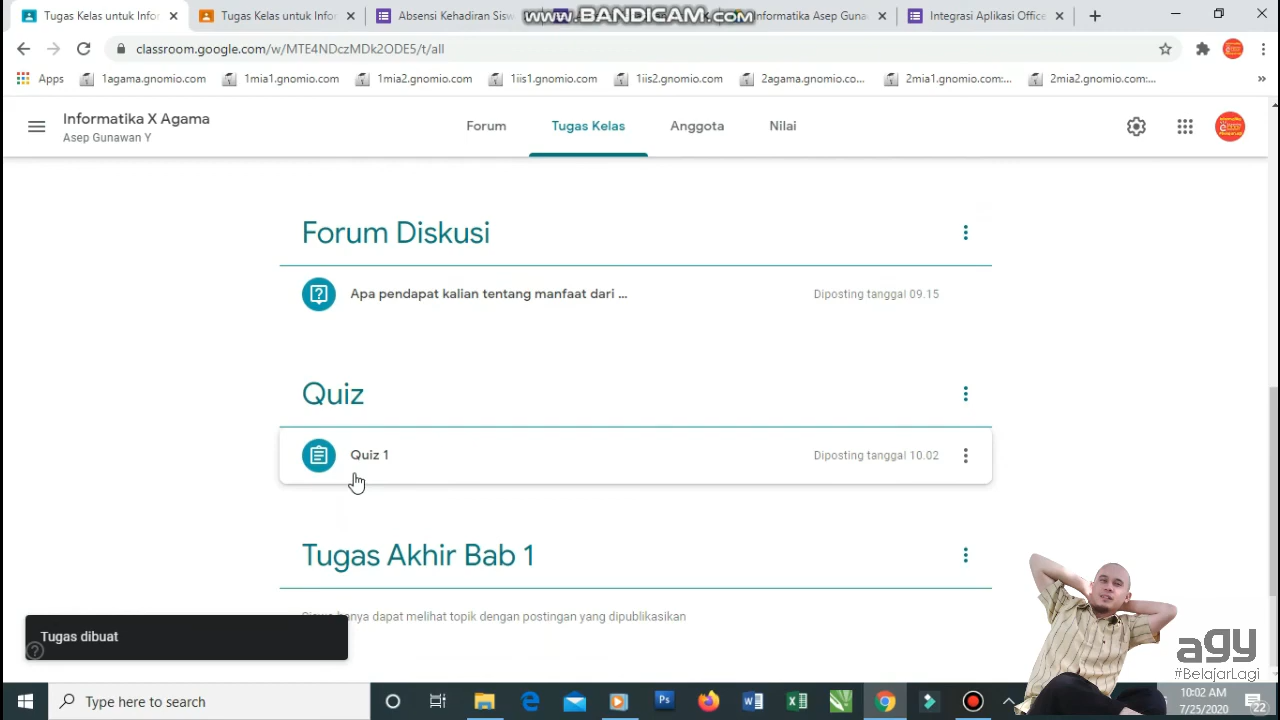 Tugas Kelas untuk Infor
Tugas Kelas untuk Info
Absensi Kehadiran Sisw
www.BANDICAM.com
Informatika Asep Guna
Integrasi Aplikasi Office
classroom.google.com/w/MTE4NDczMDk2ODE5/t/all
Apps
1agama.gnomio.com
1mia1.gnomio.com
1mia2.gnomio.com
1iis1.gnomio.com
1iis2.gnomio.com
2agama.gnomio.co...
2mia1.gnomio.com:...
2mia2.gnomio.com:...
»
Informatika X Agama
Asep Gunawan Y
Forum
Tugas Kelas
Anggota
Nilai
Forum Diskusi
Apa pendapat kalian tentang manfaat dari ...
Diposting tanggal 09.15
Quiz
Quiz 1
Diposting tanggal 10.02
Tugas Akhir Bab 1
hanya dapat melihat topik dengan postingan yang dipublikasikan
Tugas dibuat
agy
#BelajarLagi
Type here to search
10:02 AM
7/25/2020
22